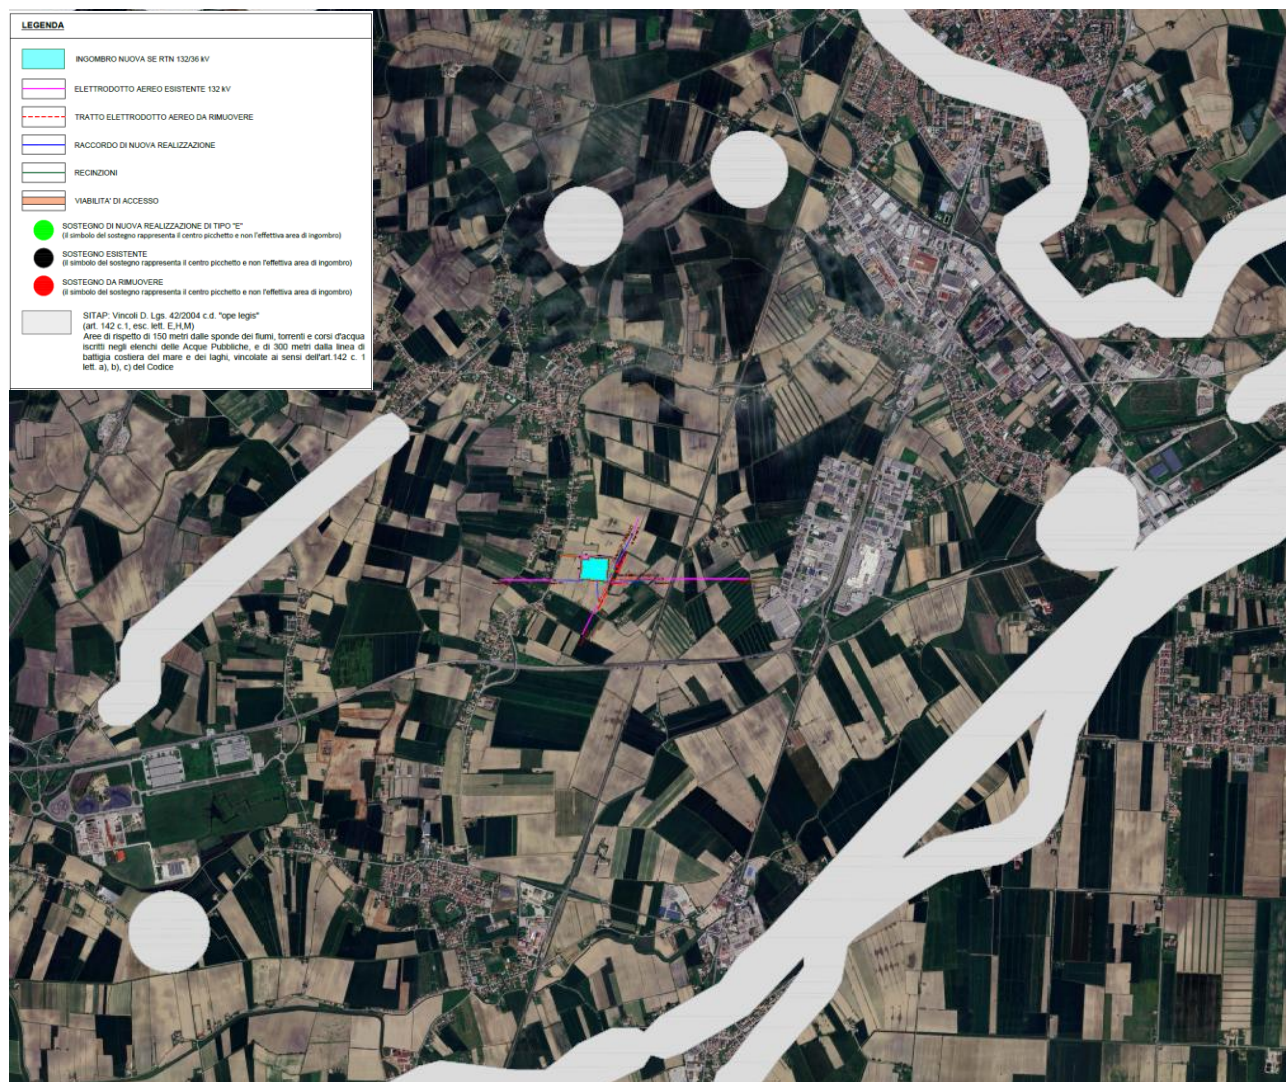 LEGENDA
INGOMBRO NUOVA SE RTN 132/36 kV
ELETTRODOTTO AEREO ESISTENTE 132 kV
TRATTO ELETTRODOTTO AEREO DA RIMUOVERE
RACCORDO DI NUOVA REALIZZAZIONE
RECINZIONI
VIABILITA' DI ACCESSO
SOSTEGNO DI NUOVA REALIZZAZIONE DI TIPO "E"
(il simbolo del sostegno rappresenta il centro picchetto e non l'effettiva area di ingombro)
SOSTEGNO ESISTENTE
(il simbolo del sostegno rappresenta il centro picchetto e non l'effettiva area di ingombro)
SOSTEGNO DA RIMUOVERE
(il simbolo del sostegno rappresenta il centro picchetto e non l'effettiva area di ingombro)
SITAP: Vincoli D. Lgs. 42/2004 c.d. "ope legis"
(art. 142 c.1, esc. lett. E,H,M)
Aree di rispetto di 150 metri dalle sponde dei fiumi, torrenti e corsi d'acqua
iscritti negli elenchi delle Acque Pubbliche, e di 300 metri dalla linea di
battigia costiera del mare e dei laghi, vincolate ai sensi dell'art.142 c. 1
lett. a), b), c) del Codice